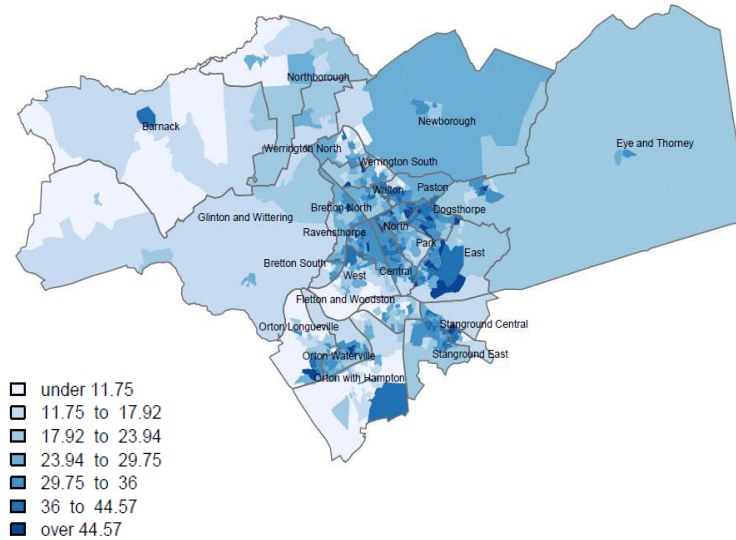 Northborough
Barnack
Newborough
Eye and Thorney
Werrington North
Werrington South
Walton
Paston
Glinton and Wittering
Bretton North
Dogsthorpe
Ravensthorpe
North
Park
East
Bretton South
West
Central
Fletton and Woodston
Orton Longueville
Stanground Central
Orton Waterville
Stanground East
Orton with Hampton
under 11.75
11.75 to 17.92
17.92 to 23.94
23.94 to 29.75
29.75 to 36
36 to 44.57
over 44.57